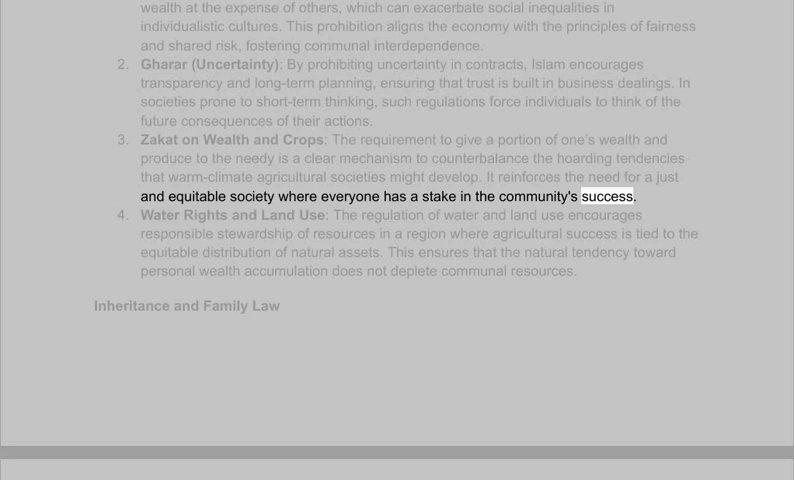 wealth at the expense of others, which can exacerbate social inequalities in
individualistic cultures. This prohibition aligns the economy with the principles of fairness
and shared risk, fostering communal interdependence.
2. Gharar (Uncertainty): By prohibiting uncertainty in contracts, Islam encourages
transparency and long-term planning, ensuring that trust is built in business dealings. In
societies prone to short-term thinking, such regulations force individuals to think of the
future consequences of their actions.
3. Zakat on Wealth and Crops: The requirement to give a portion of one's wealth and
produce to the needy is a clear mechanism to counterbalance the hoarding tendencies
that warm-climate agricultural societies might develop. It reinforces the need for a just
and equitable society where everyone has a stake in the community's success.
4. Water Rights and Land Use: The regulation of water and land use encourages
responsible stewardship of resources in a region where agricultural success is tied to the
equitable distribution of natural assets. This ensures that the natural tendency toward
personal wealth accumulation does not deplete communal resources.
Inheritance and Family Law